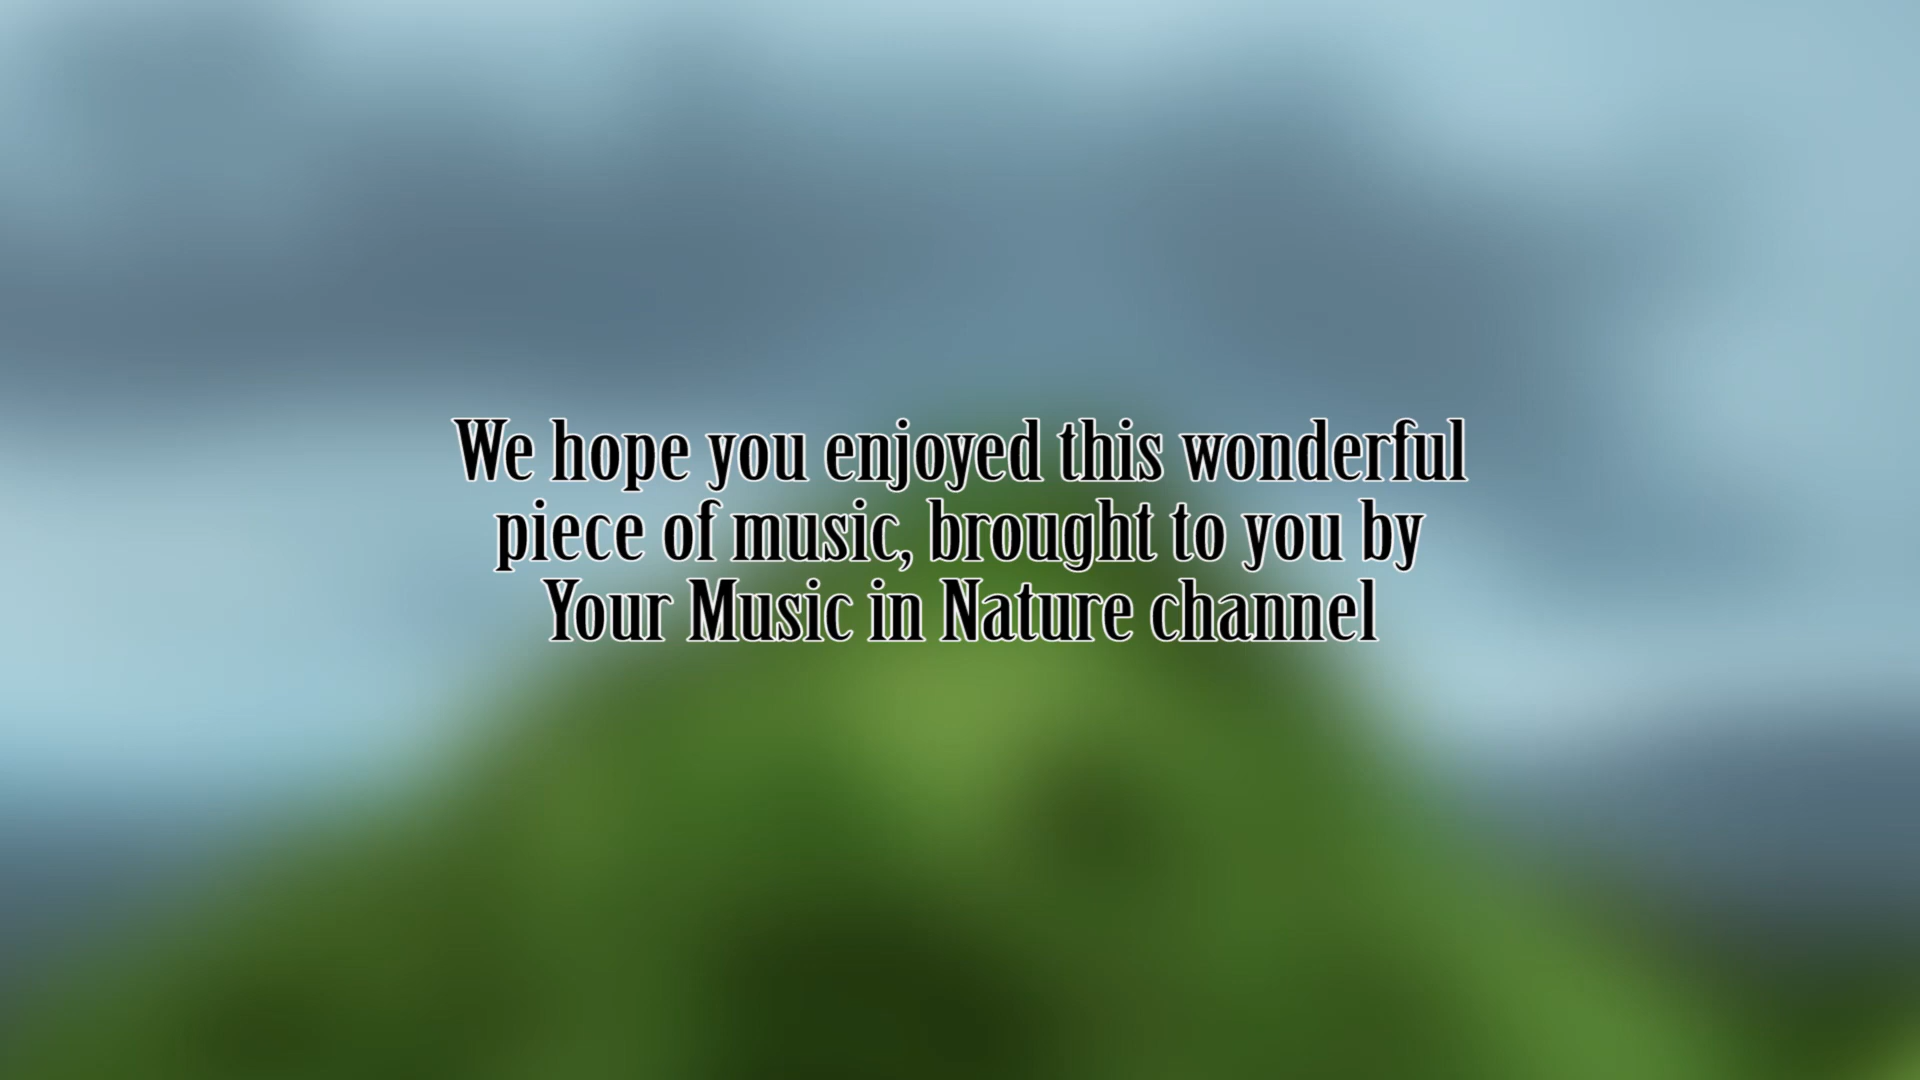 We hope you enjoyed this wonderful
piece of music, brought to you by
Your Music in Nature channel